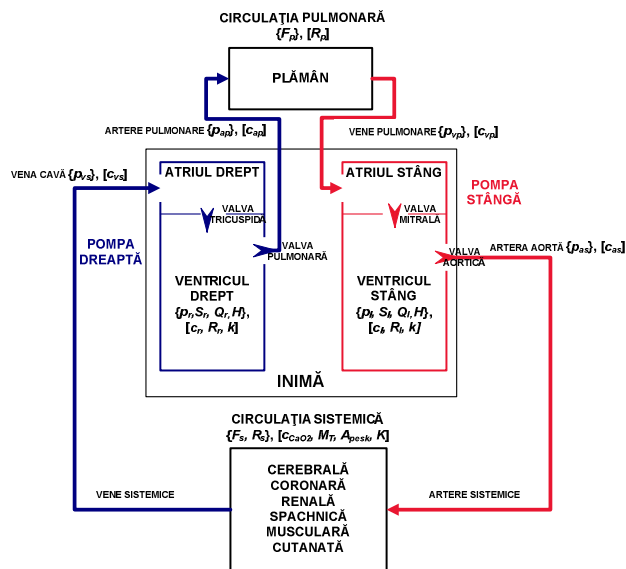 CIRCULAŢIA PULMONARĂ
{Fp}, [Rp]
PLĂMÂN
ARTERE PULMONARE {pap}, [cap]
VENE PULMONARE {pvp}, [cvp]
VENA CAVĂ {pvs}, [cvs]
ATRIUL DREPT
ATRIUL STÂNG
POMPA
STÂNGĂ
VALVA
TRICUSPIDĂ
VALVA
MITRALĂ
POMPA
DREAPTĂ
VALVA
PULMONARĂ
VALVA
AORTICĂ
ARTERA AORTĂ {pas}, [cas]
VENTRICUL
DREPT
{pr,Sr, Qr,H},
[cr, Rr, k]
VENTRICUL
STÂNG
{pl, Sl, Ql,H},
[cl, Rl, k]
INIMĂ
CIRCULAŢIA SISTEMICĂ
{Fs, Rs}, [cCaO2, MT, Apesk, K]
CEREBRALĂ
CORONARĂ
RENALĂ
SPACHNICĂ
MUSCULARĂ
CUTANATĂ
VENE SISTEMICE
ARTERE SISTEMICE